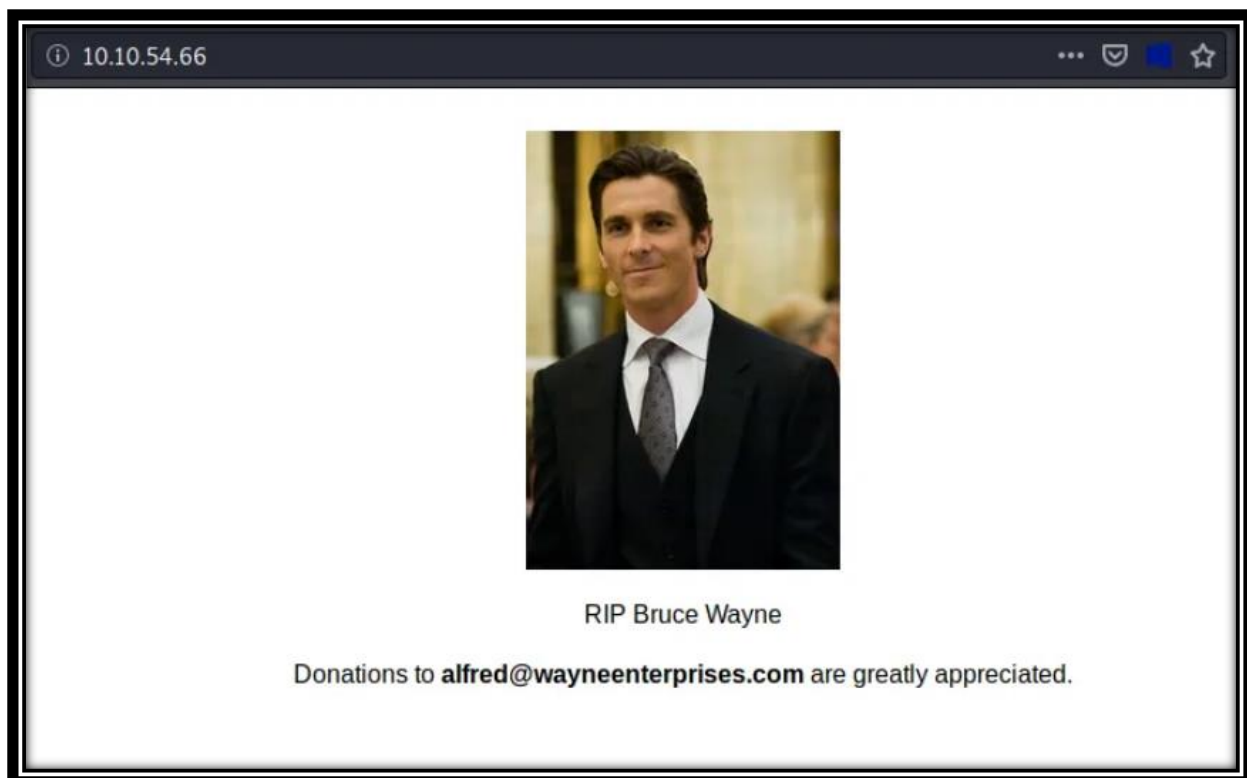 10.10.54.66
RIP Bruce Wayne
Donations to alfred@wayneenterprises.com are greatly appreciated.